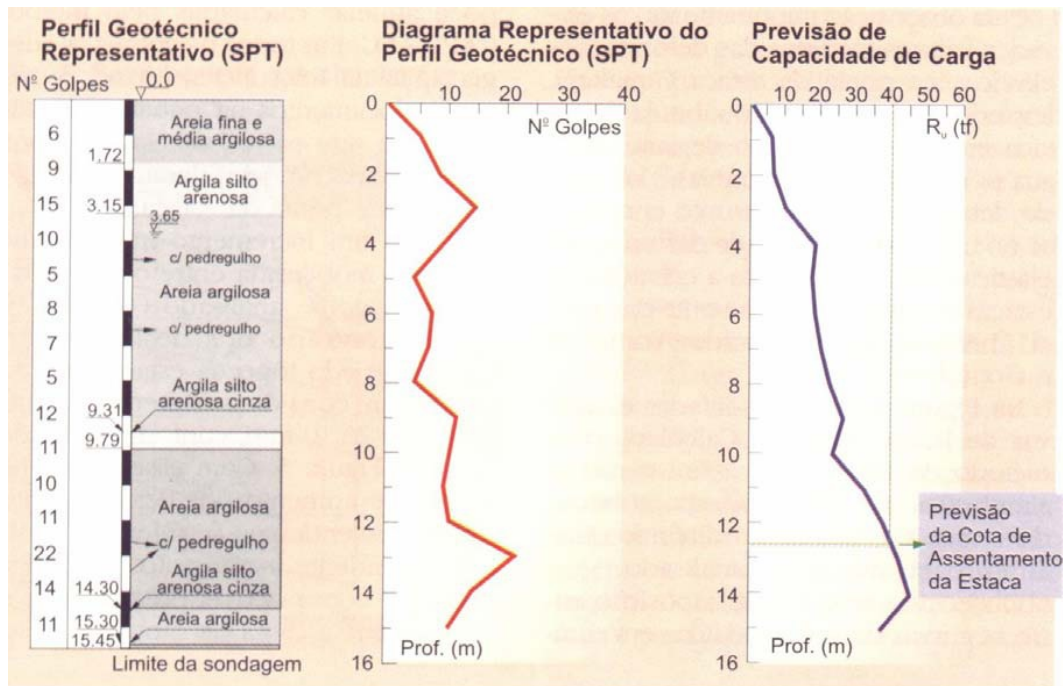 Perfil Geotécnico
Representativo (SPT)
Nº Golpes
0.0
6
Areia fina e
média argilosa
1.72
9
Argila silto
arenosa
15
3.15
3.65
10
c/ pedregulho
5
Areia argilosa
8
c/ pedregulho
7
5
Argila silto
arenosa cinza
9.31
12
9.79
11
10
Areia argilosa
11
c/ pedregulho
22
Argila silto
arenosa cinza
14
14.30
Areia argilosa
11
15.30
15.45
Limite da sondagem
Diagrama Representativo do
Perfil Geotécnico (SPT)
0 10 20 30 40
Nº Golpes
0
2
4
6
8
10
12
14
16
Prof. (m)
Previsão de
Capacidade de Carga
0 10 20 30 40 50 60
Ru (tf)
0
2
4
6
8
10
12
14
16
Previsão
da Cota de
Assentamento
da Estaca
Prof. (m)